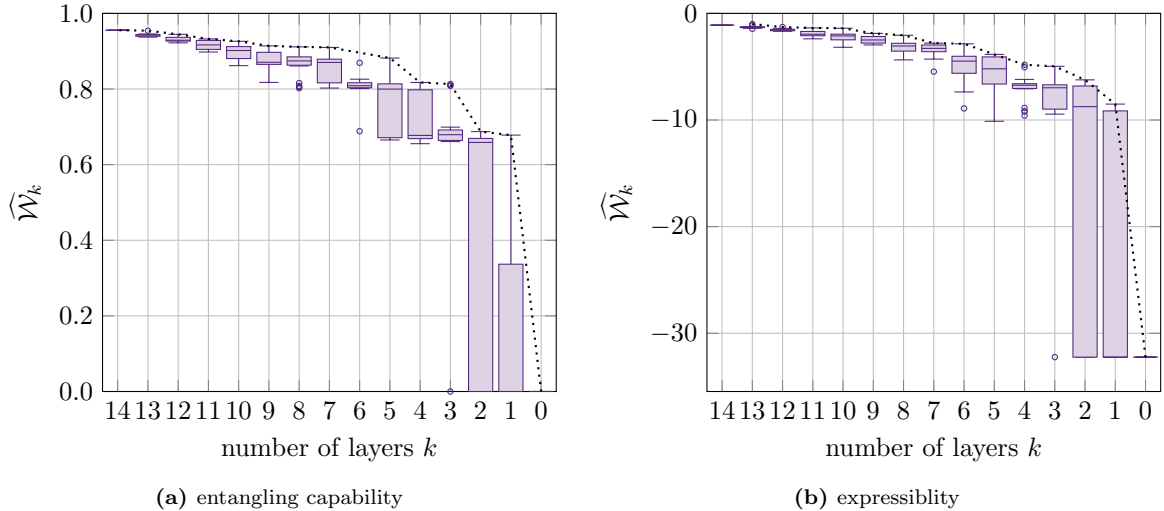 1.0
0.8
0.6
0.4
0.2
0.0
Ŵk
14 13 12 11 10 9 8 7 6 5 4 3 2 1 0
number of layers k
(a) entangling capability
0
−10
−20
−30
Ŵk
14 13 12 11 10 9 8 7 6 5 4 3 2 1 0
number of layers k
(b) expressiblity